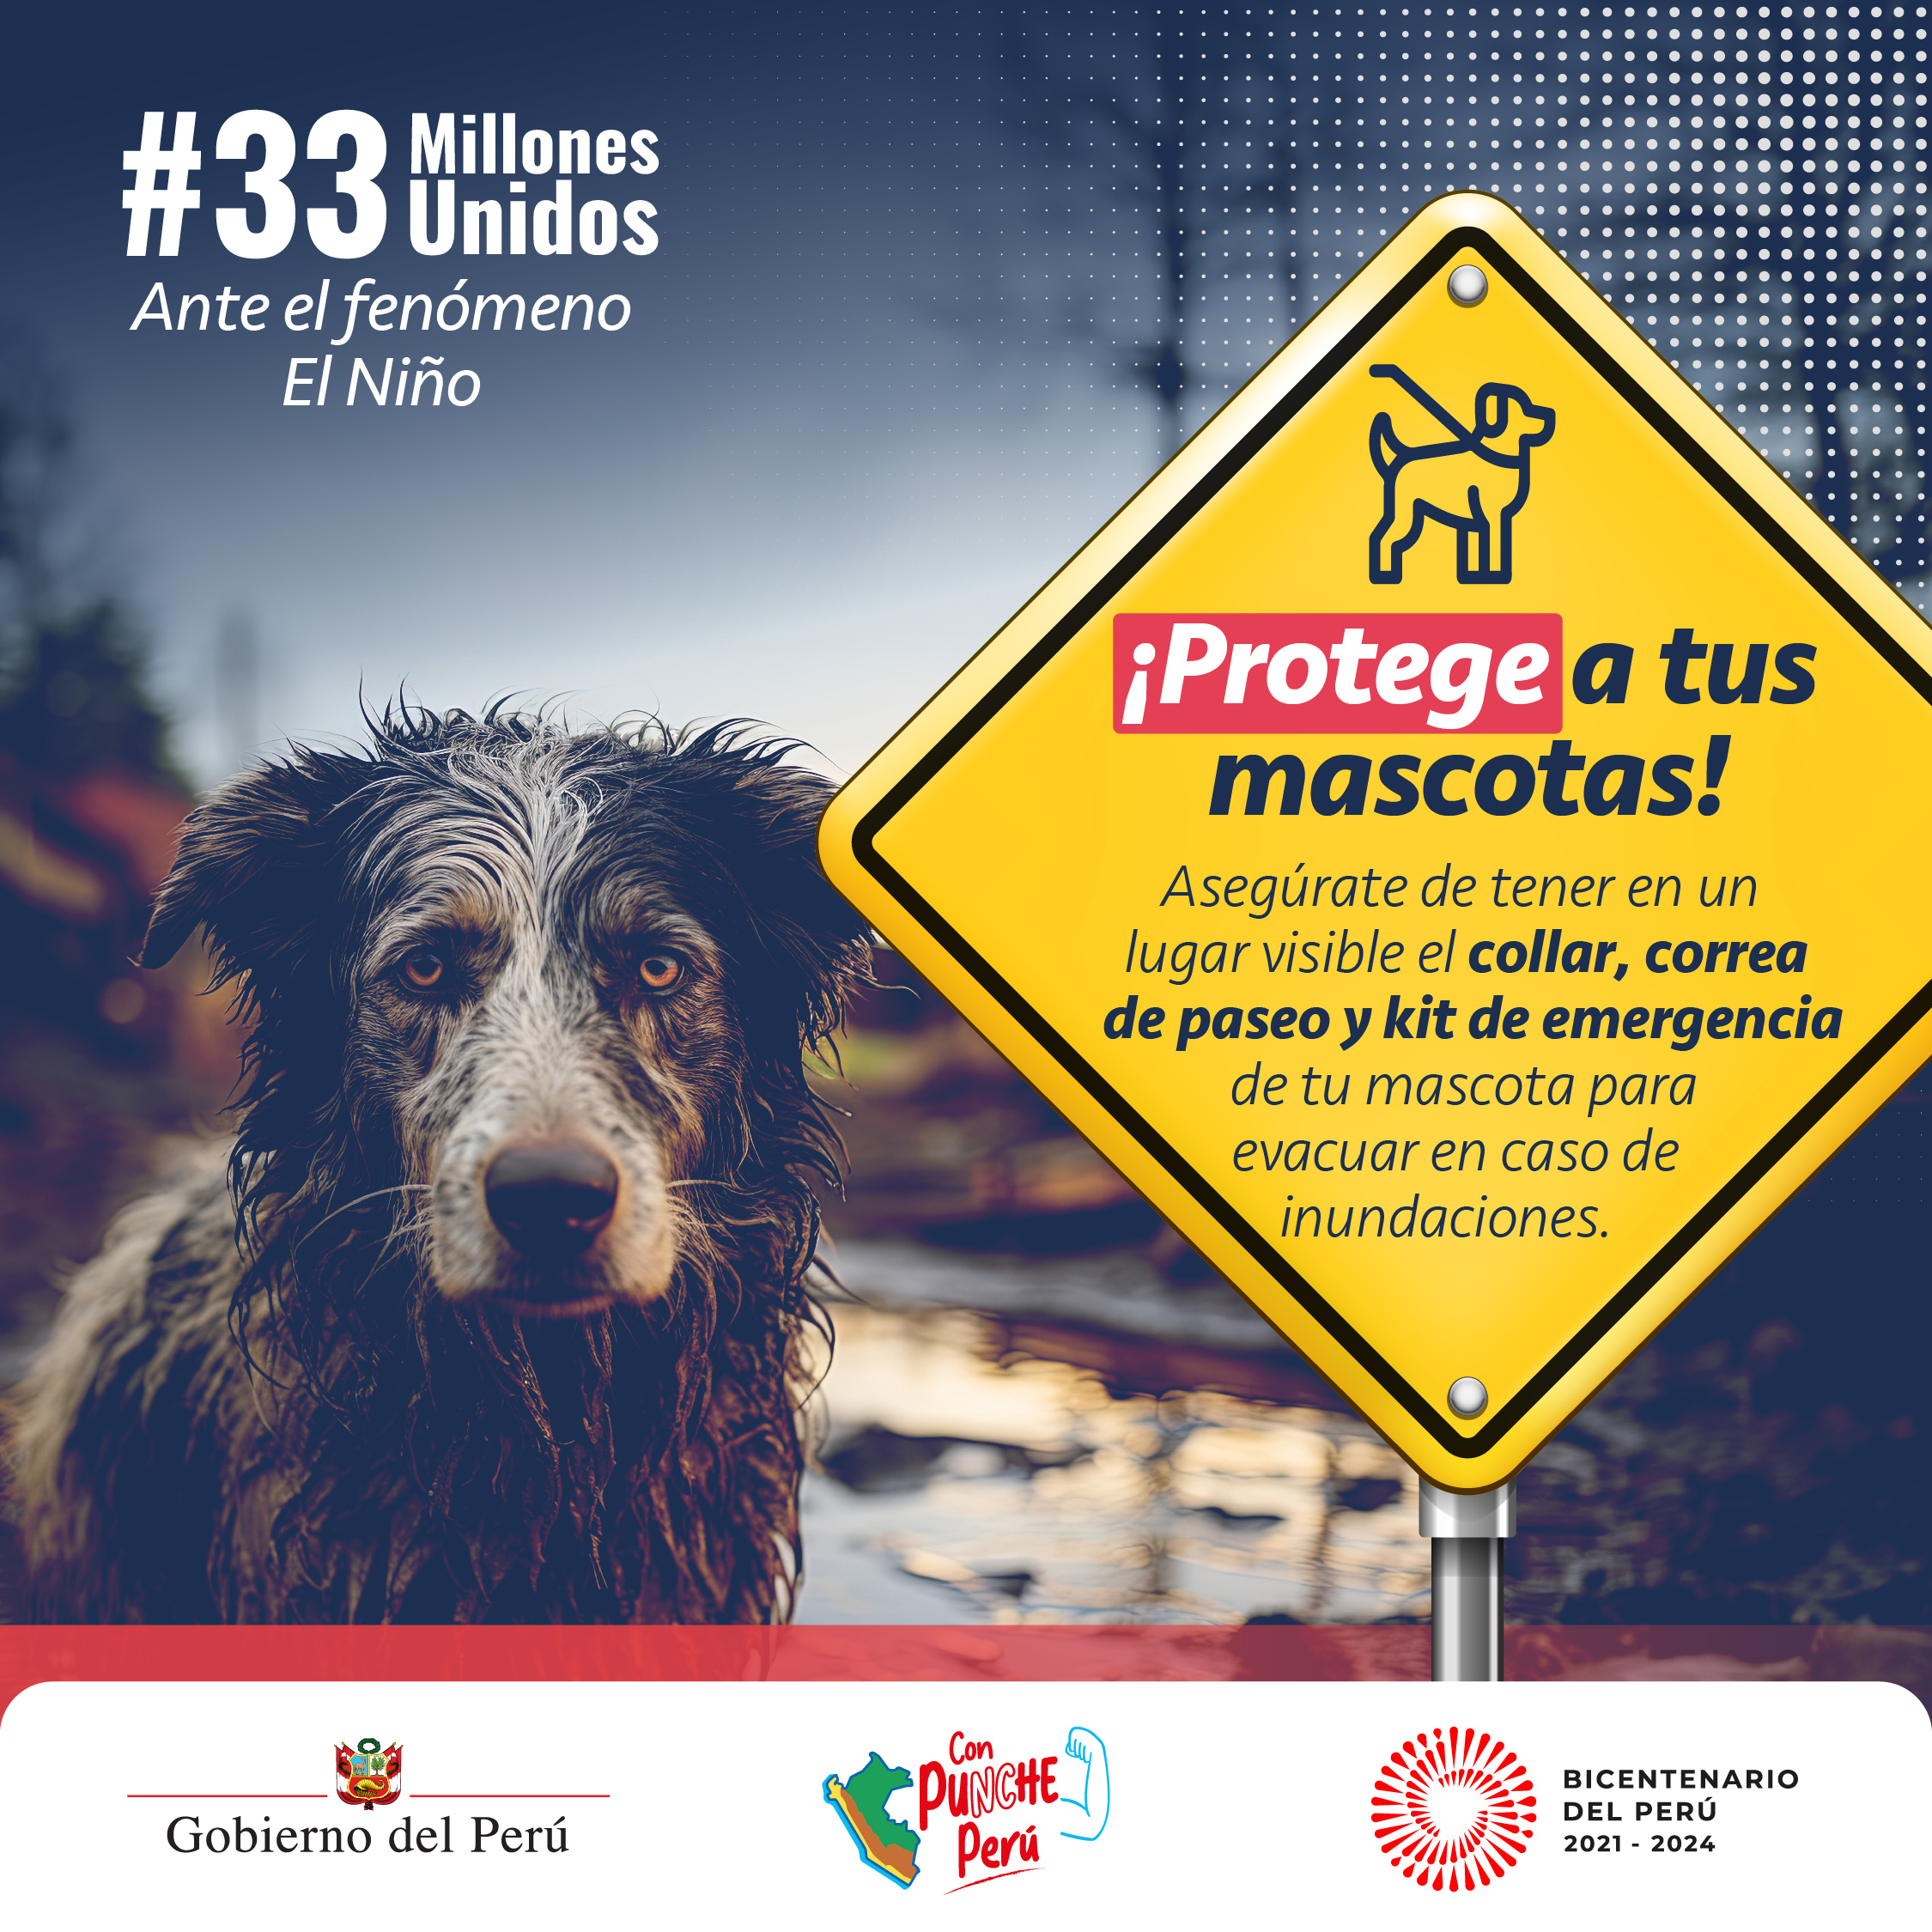 #33 Millones
Unidos
Ante el fenómeno
El Niño
¡Protege a tus
mascotas!
Asegúrate de tener en un
lugar visible el collar, correa
de paseo y kit de emergencia
de tu mascota para
evacuar en caso de
inundaciones.
Gobierno del Perú
Con
PUNCHE
Perú
BICENTENARIO
DEL PERÚ
2021 - 2024